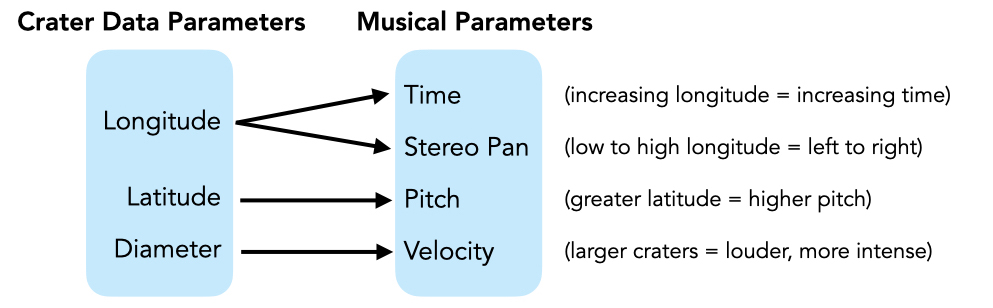 Crater Data Parameters
Musical Parameters
Longitude
Latitude
Diameter
Time (increasing longitude = increasing time)
Stereo Pan (low to high longitude = left to right)
Pitch (greater latitude = higher pitch)
Velocity (larger craters = louder, more intense)